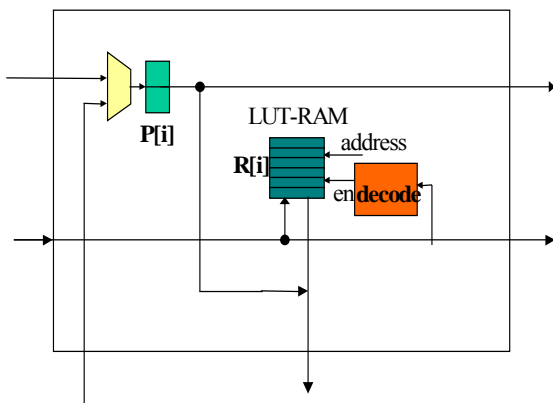 P[i]
LUT-RAM
R[i]
address
en
decode